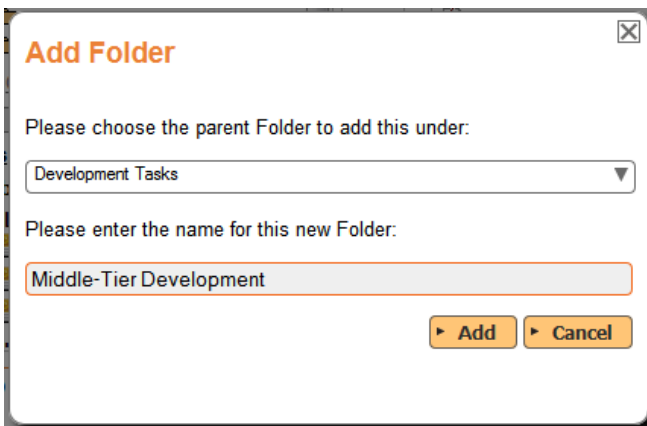 Add Folder
Please choose the parent Folder to add this under:
Development Tasks
Please enter the name for this new Folder:
Middle-Tier Development
Add Cancel